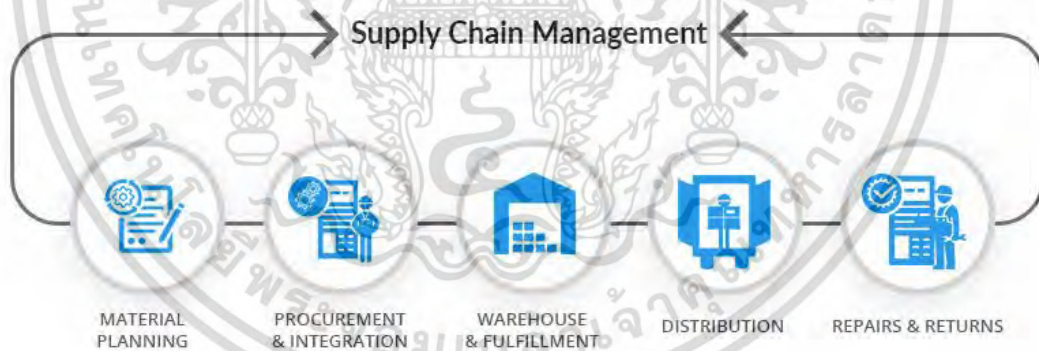 Supply Chain Management
MATERIAL
PLANNING
PROCUREMENT
& INTEGRATION
WAREHOUSE
& FULFILLMENT
DISTRIBUTION
REPAIRS & RETURNS